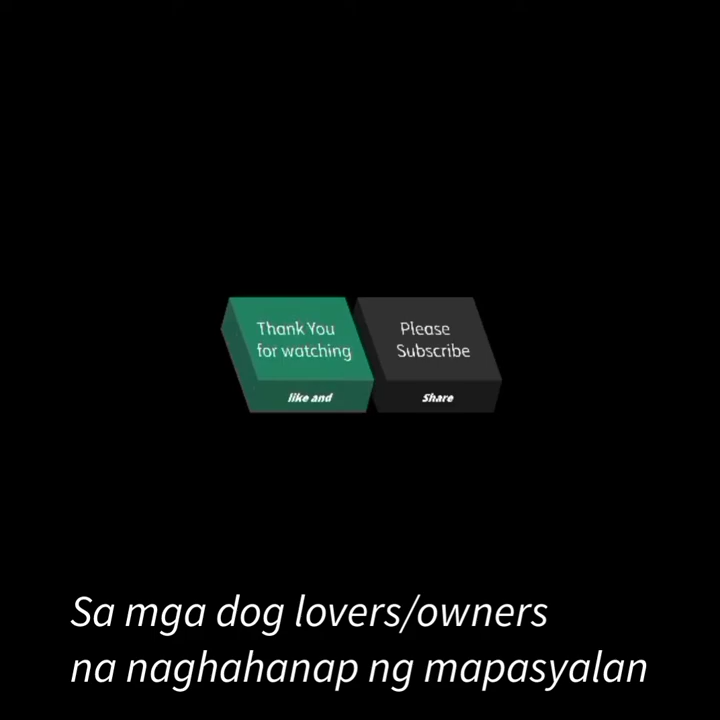 Thank You
for watching
like and
Please
Subscribe
Share
Sa mga dog lovers/owners
na naghahanap ng mapasyalan